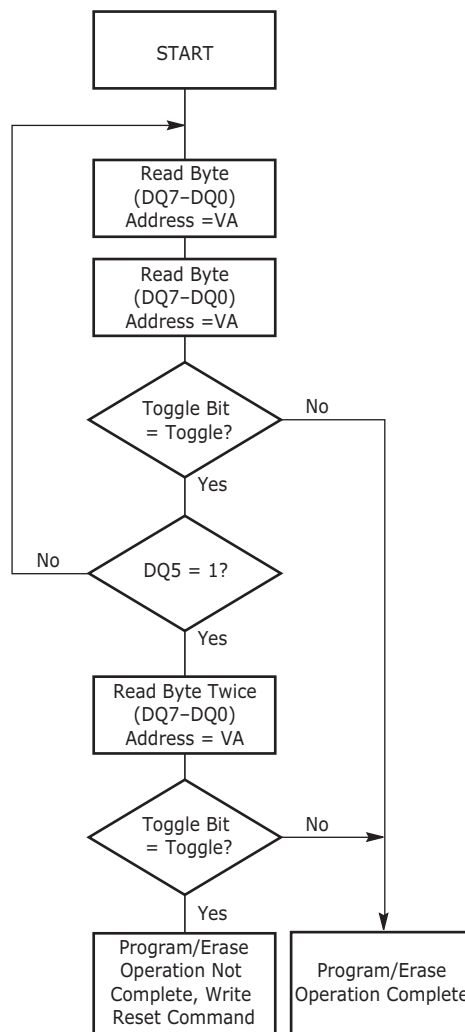 START
Read Byte
(DQ7–DQ0)
Address =VA
Read Byte
(DQ7–DQ0)
Address =VA
Toggle Bit
= Toggle?
No
Yes
No
DQ5 = 1?
Yes
Read Byte Twice
(DQ7–DQ0)
Address = VA
Toggle Bit
= Toggle?
No
Yes
Program/Erase
Operation Not
Complete, Write
Reset Command
Program/Erase
Operation Complete